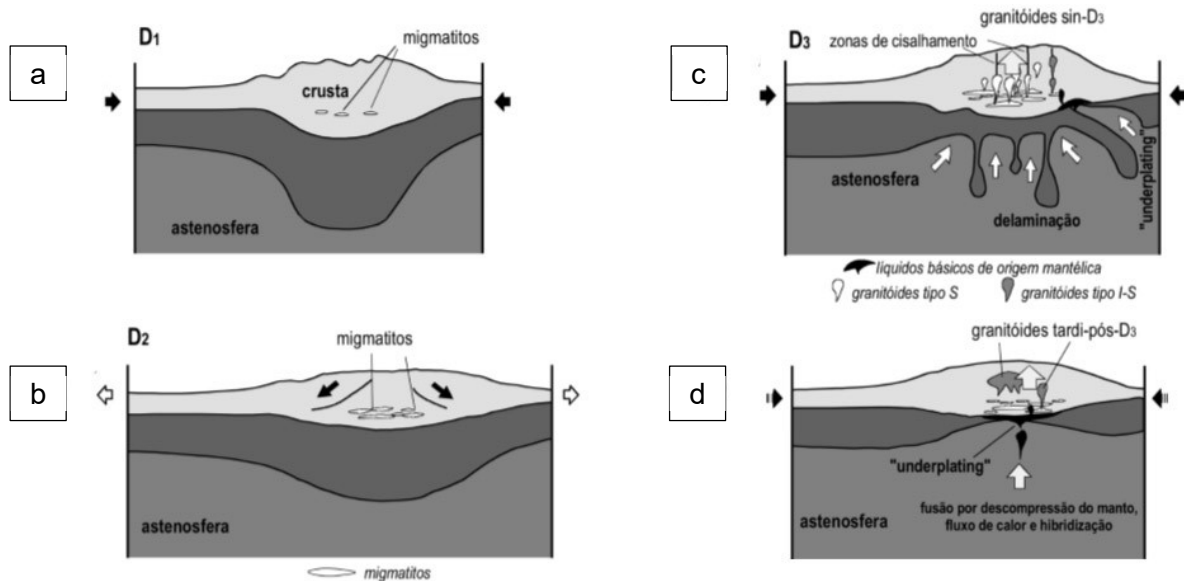 a
D1
migmatitos
crusta
astenosfera
b
D2
migmatitos
astenosfera
migmatitos
c
D3
granitóides sin-D3
zonas de cisalhamento
astenosfera
"underplating"
delaminação
líquidos básicos de origem mantélica
granitóides tipo S
granitóides tipo I-S
d
granitóides tardi-pós-D3
"underplating"
fusão por descompressão do manto,
fluxo de calor e hibridização
astenosfera